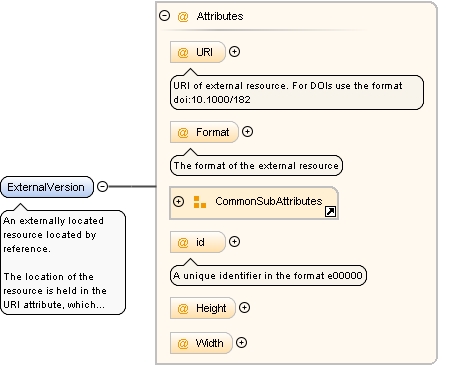 Attributes
@ URI
URI of external resource. For DOIs use the format
doi:10.1000/182
@ Format
The format of the external resource
ExternalVersion
CommonSubAttributes
An externally located
resource located by
reference.
The location of the
resource is held in the
URI attribute, which...
@ id
A unique identifier in the format e00000
@ Height
@ Width